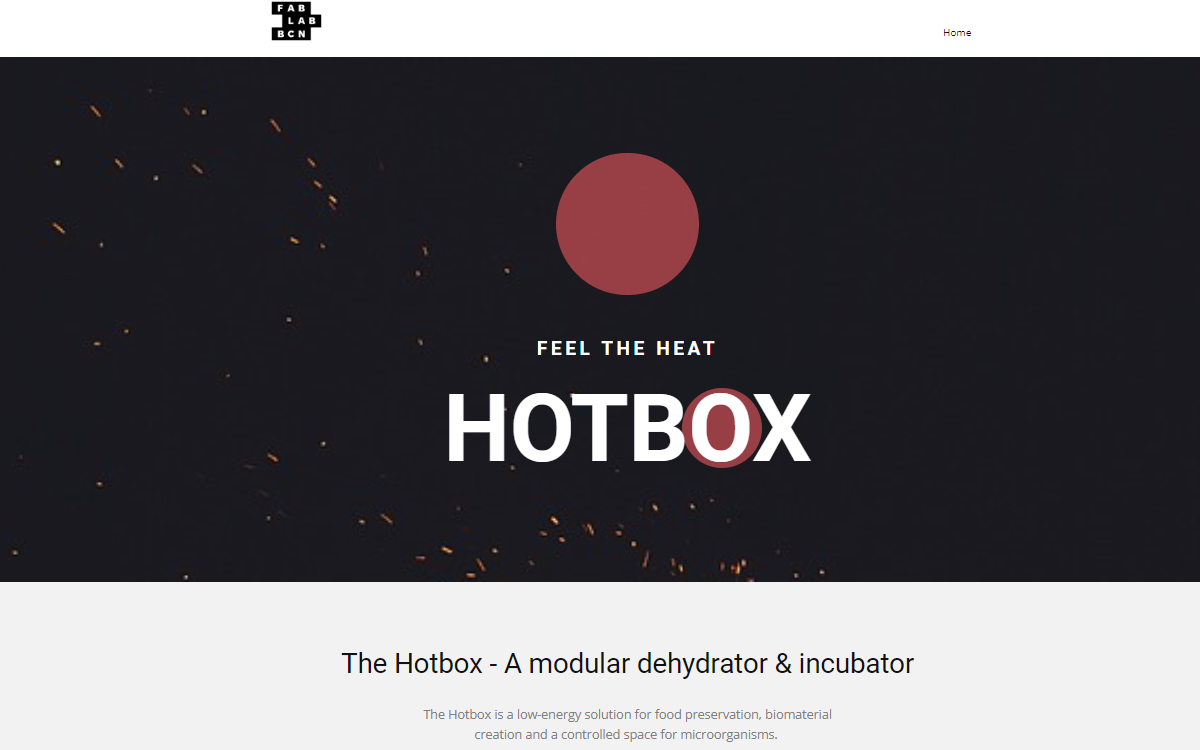 FAB
LAB
BCN
Home
FEEL THE HEAT
HOTBOX
The Hotbox - A modular dehydrator & incubator
The Hotbox is a low-energy solution for food preservation, biomaterial
creation and a controlled space for microorganisms.